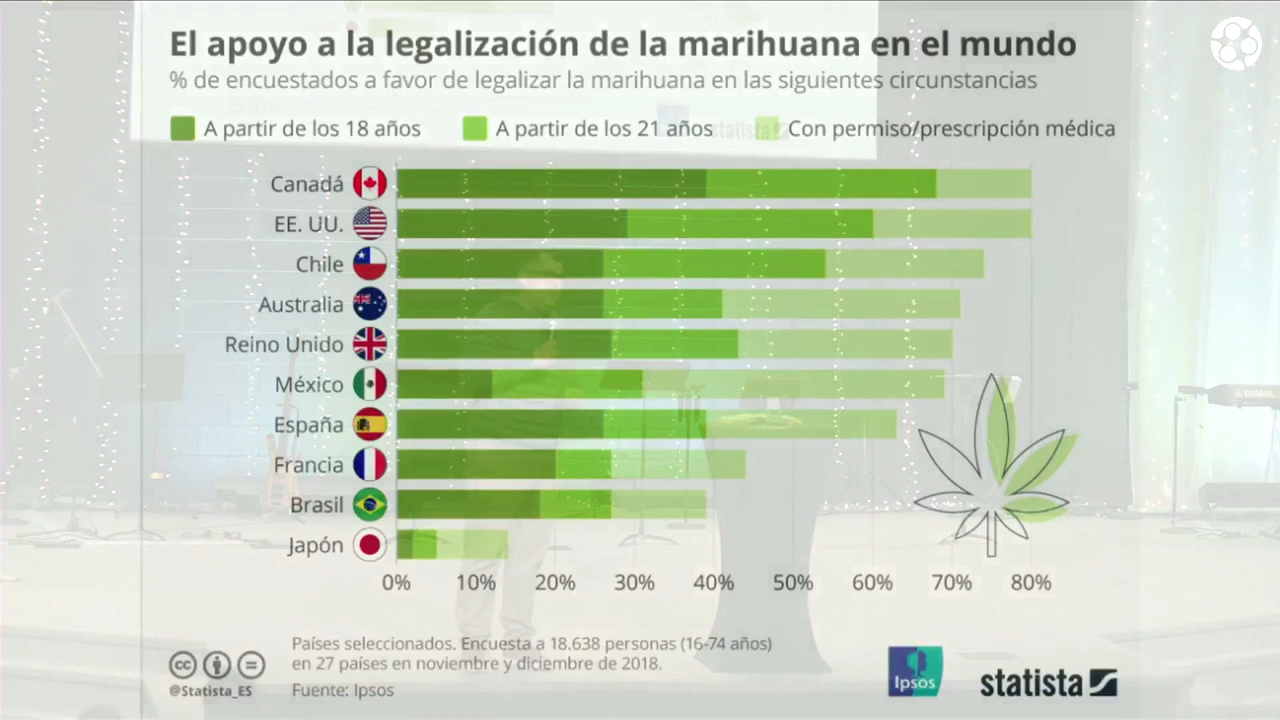 El apoyo a la legalización de la marihuana en el mundo
% de encuestados a favor de legalizar la marihuana en las siguientes circunstancias
A partir de los 18 años
A partir de los 21 años
Con permiso/prescripción médica
Canadá
EE. UU.
Chile
Australia
Reino Unido
México
España
Francia
Brasil
Japón
0% 10% 20% 30% 40% 50% 60% 70% 80%
Países seleccionados. Encuesta a 18.638 personas (16-74 años)
en 27 países en noviembre y diciembre de 2018.
Fuente: Ipsos
cc
@Statista_ES
Ipsos
statista
statista
YAMAHA